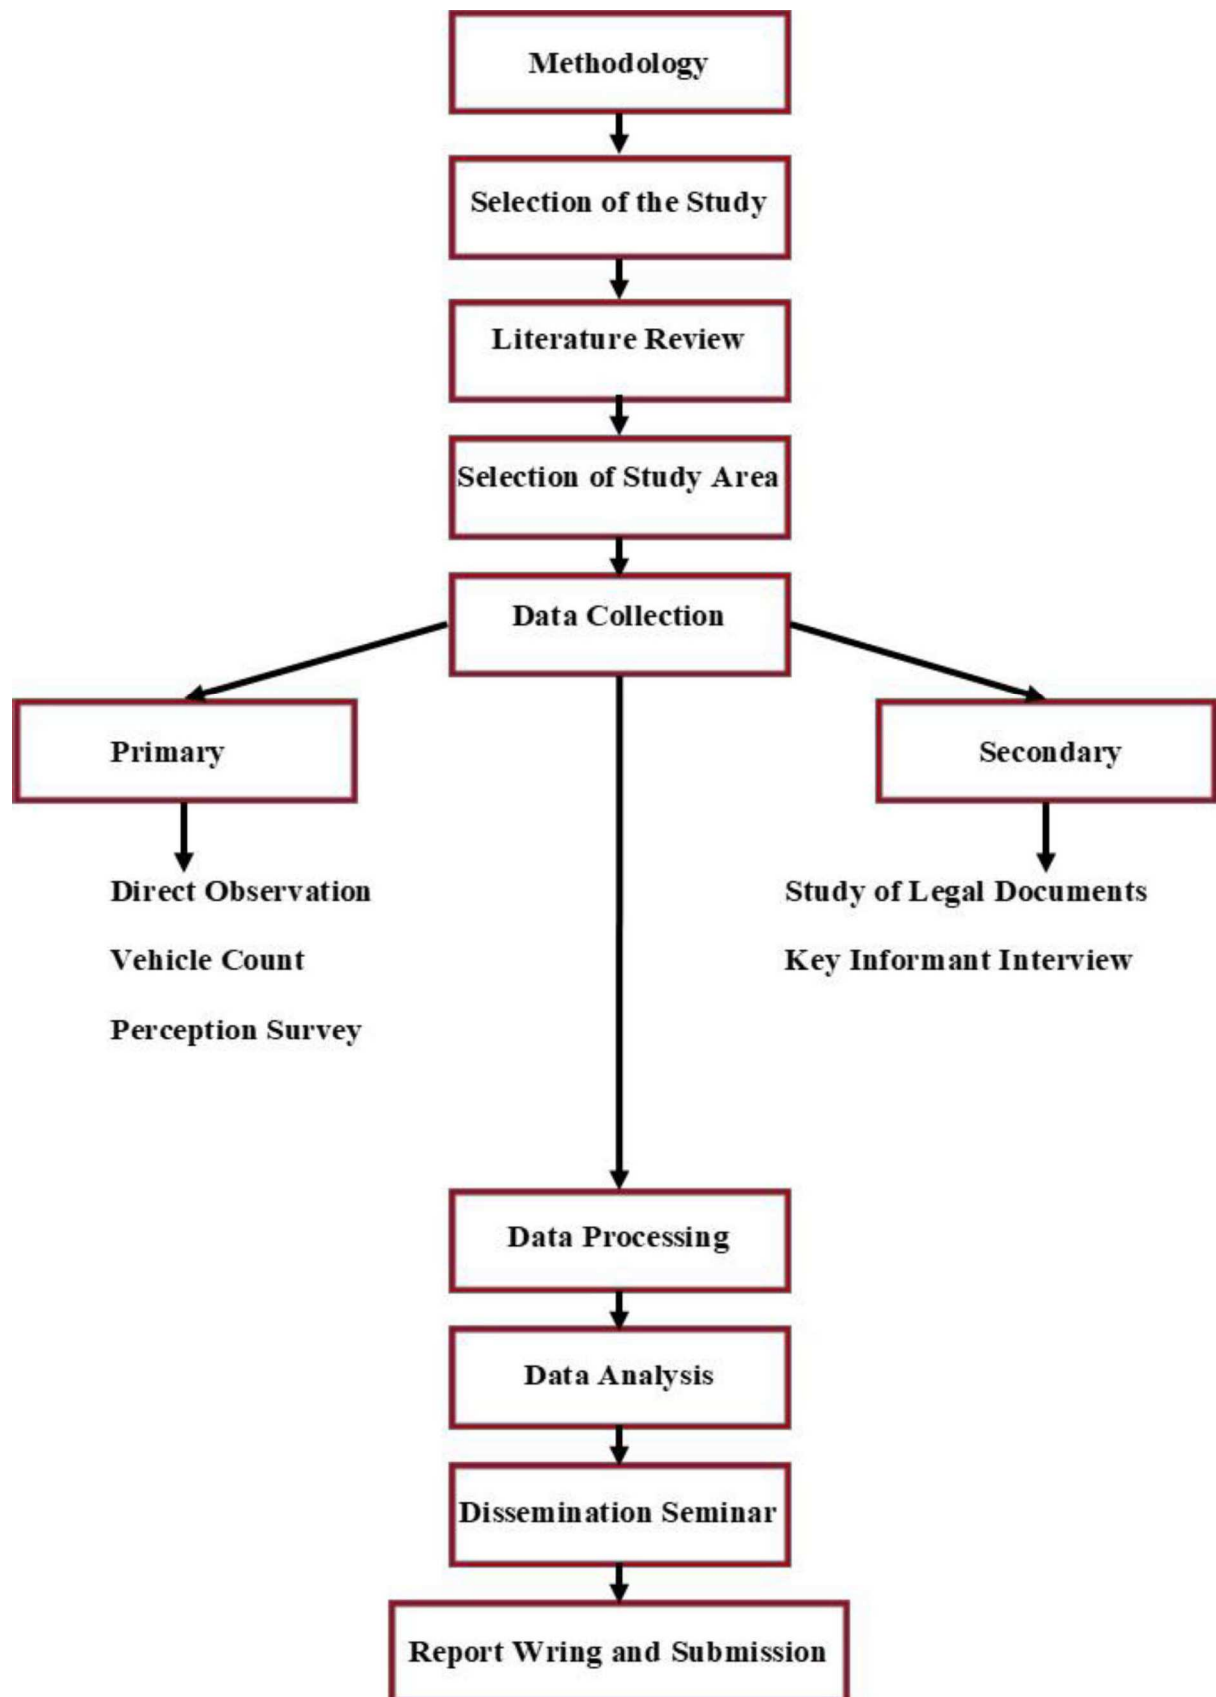 Methodology
Selection of the Study
Literature Review
Selection of Study Area
Data Collection
Primary
Secondary
Direct Observation
Vehicle Count
Perception Survey
Study of Legal Documents
Key Informant Interview
Data Processing
Data Analysis
Dissemination Seminar
Report Wring and Submission